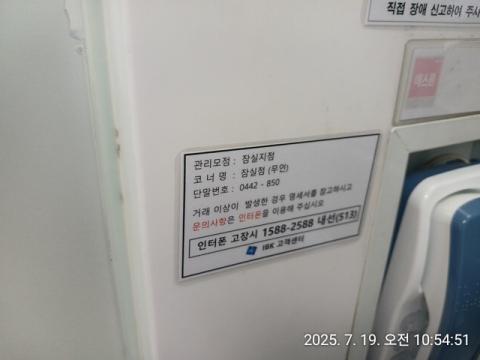 직접 장애 신고하여 주시
관리모점 : 잠실지점
코 너 명 : 잠실점 (무인)
단말번호 : 0442 - 850
거래 이상이 발생한 경우 명세서를 참고하시고
문의사항은 인터폰을 이용해 주십시오
인터폰 고장시 1588-2588 내선(513)
IBK 고객센터
2025. 7. 19. 오전 10:54:51